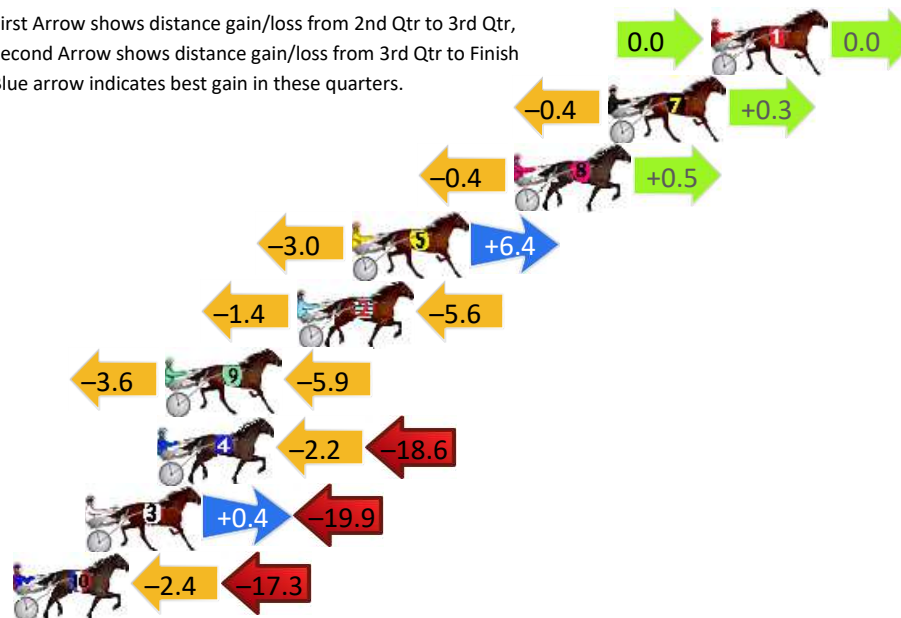 irst Arrow shows distance gain/loss from 2nd Qtr to 3rd Qtr,
econd Arrow shows distance gain/loss from 3rd Qtr to Finish
lue arrow indicates best gain in these quarters.
0.0 1 0.0
−0.4 7 +0.3
−0.4 8 +0.5
−3.0 5 +6.4
−1.4 2 −5.6
−3.6 9 −5.9
4 −2.2 −18.6
3 +0.4 −19.9
10 −2.4 −17.3